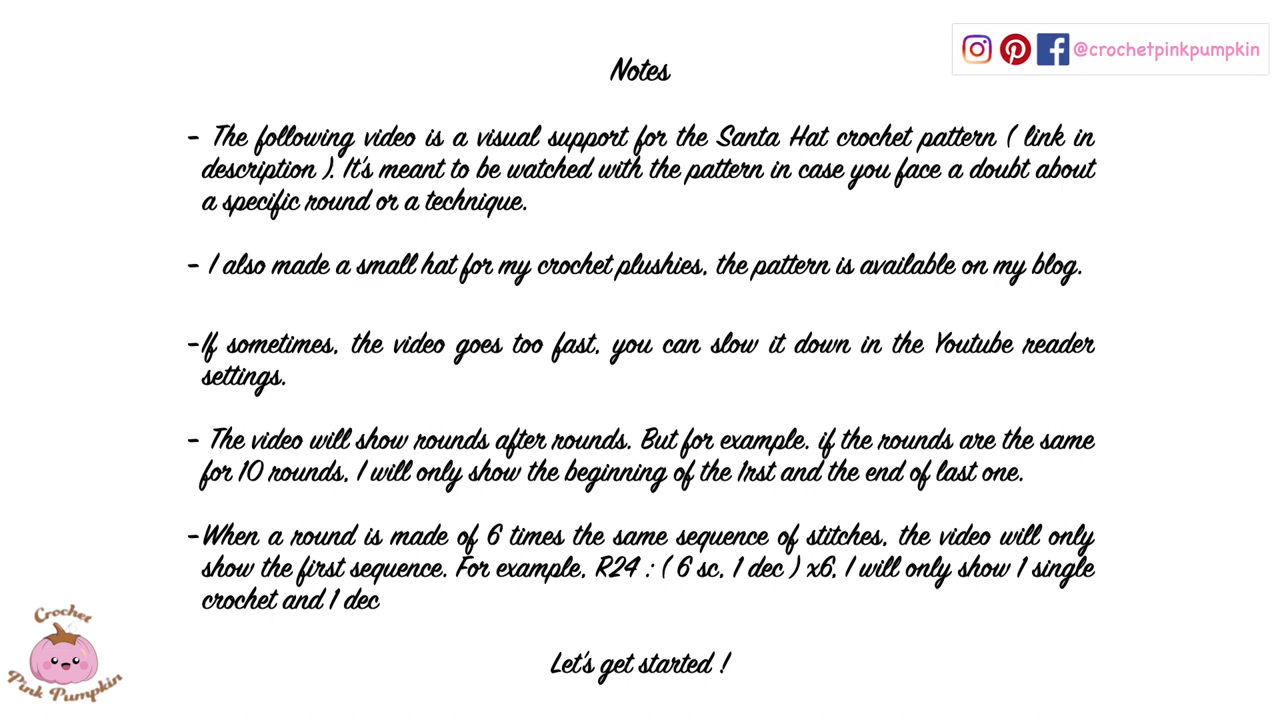 @crochetpinkpumpkin
Notes
- The following video is a visual support for the Santa Hat crochet pattern ( link in
description ). It's meant to be watched with the pattern in case you face a doubt about
a specific round or a technique.
- I also made a small hat for my crochet plushies, the pattern is available on my blog.
-If sometimes, the video goes too fast, you can slow it down in the Youtube reader
settings.
- The video will show rounds after rounds. But for example. if the rounds are the same
for 10 rounds, I will only show the beginning of the 1rst and the end of last one.
-When a round is made of 6 times the same sequence of stitches, the video will only
show the first sequence. For example, R24 : ( 6 sc, 1 dec ) x6, I will only show 1 single
crochet and 1 dec
Let's get started !
Crochet
Pink Pumpkin